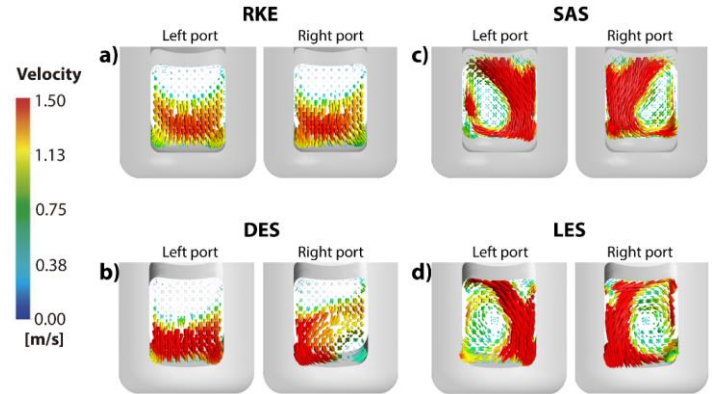 RKE
SAS
Left port
Right port
Left port
Right port
a)
c)
Velocity
1.50
1.13
0.75
0.38
0.00
[m/s]
DES
LES
Left port
Right port
Left port
Right port
b)
d)